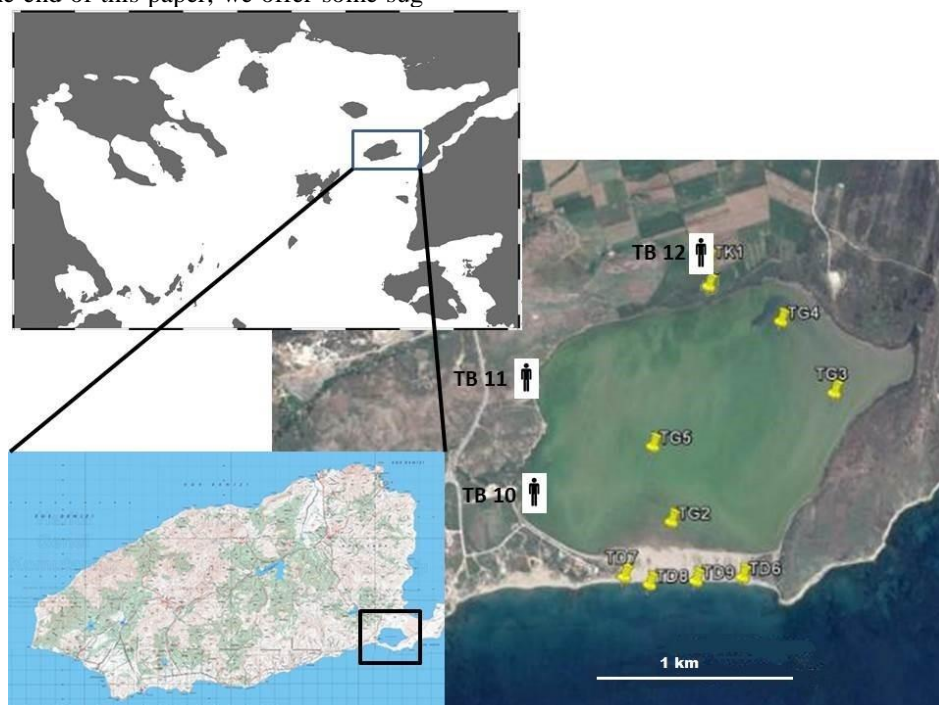 he end of this paper, we offer some sug
TB 12
TK1
TG4
TB 11
TG3
TG5
TB 10
TG2
TD7
TD8
TD9
TD6
1 km